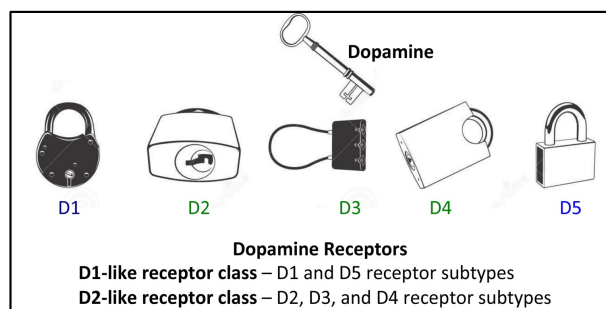 Dopamine
D1 D2 D3 D4 D5
Dopamine Receptors
D1-like receptor class – D1 and D5 receptor subtypes
D2-like receptor class – D2, D3, and D4 receptor subtypes